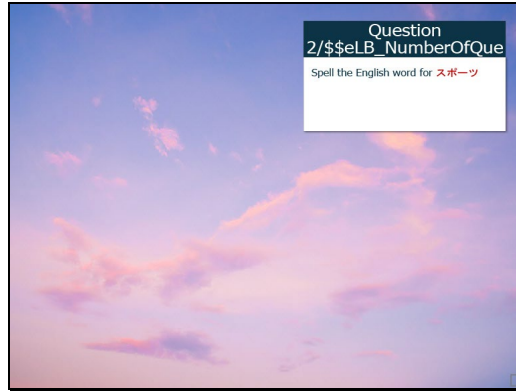 Question
2/$$eLB_NumberOfQue
Spell the English word for スポーツ